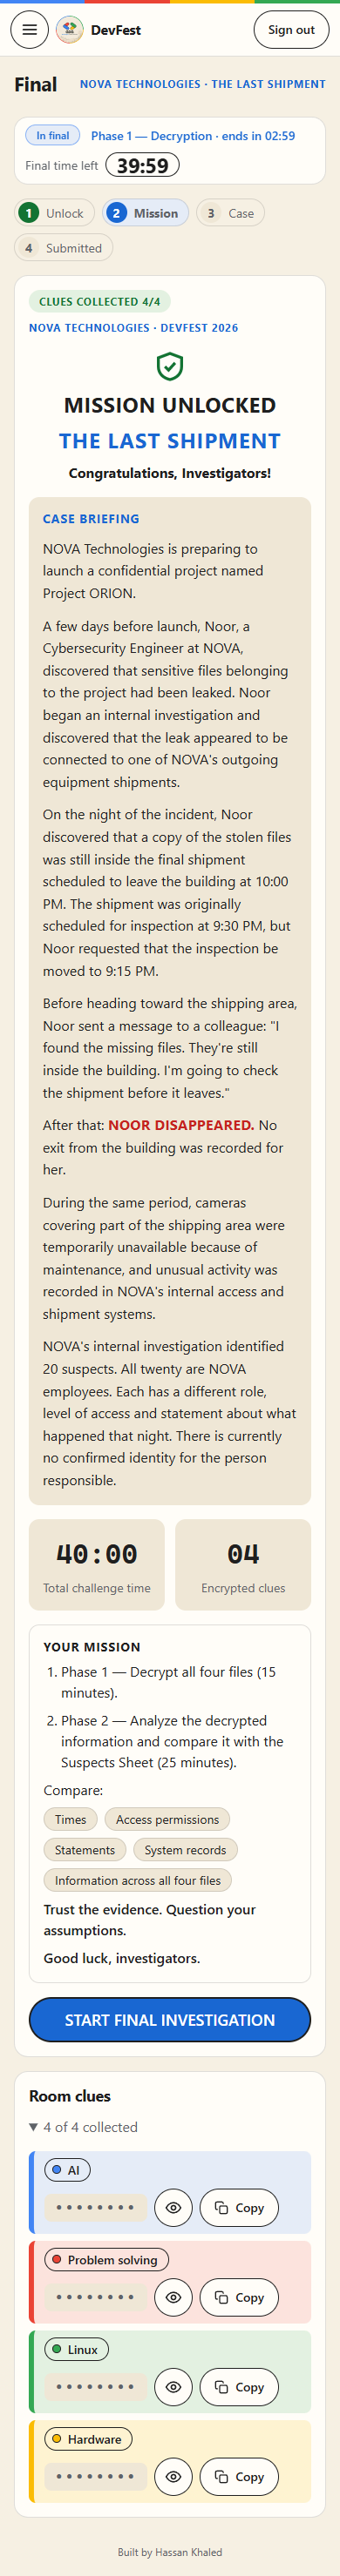 DevFest
Sign out
Final
NOVA TECHNOLOGIES · THE LAST SHIPMENT
In final
Phase 1 — Decryption · ends in 02:59
Final time left
39:59
1 Unlock
2 Mission
3 Case
4 Submitted
CLUES COLLECTED 4/4
NOVA TECHNOLOGIES · DEVFEST 2026
MISSION UNLOCKED
THE LAST SHIPMENT
Congratulations, Investigators!
CASE BRIEFING
NOVA Technologies is preparing to
launch a confidential project named
Project ORION.
A few days before launch, Noor, a
Cybersecurity Engineer at NOVA,
discovered that sensitive files belonging
to the project had been leaked. Noor
began an internal investigation and
discovered that the leak appeared to be
connected to one of NOVA's outgoing
equipment shipments.
On the night of the incident, Noor
discovered that a copy of the stolen files
was still inside the final shipment
scheduled to leave the building at 10:00
PM. The shipment was originally
scheduled for inspection at 9:30 PM, but
Noor requested that the inspection be
moved to 9:15 PM.
Before heading toward the shipping area,
Noor sent a message to a colleague: "I
found the missing files. They're still
inside the building. I'm going to check
the shipment before it leaves."
After that: NOOR DISAPPEARED. No
exit from the building was recorded for
her.
During the same period, cameras
covering part of the shipping area were
temporarily unavailable because of
maintenance, and unusual activity was
recorded in NOVA's internal access and
shipment systems.
NOVA's internal investigation identified
20 suspects. All twenty are NOVA
employees. Each has a different role,
level of access and statement about what
happened that night. There is currently
no confirmed identity for the person
responsible.
40:00
Total challenge time
04
Encrypted clues
YOUR MISSION
1. Phase 1 — Decrypt all four files (15
minutes).
2. Phase 2 — Analyze the decrypted
information and compare it with the
Suspects Sheet (25 minutes).
Compare:
Times
Access permissions
Statements
System records
Information across all four files
Trust the evidence. Question your
assumptions.
Good luck, investigators.
START FINAL INVESTIGATION
Room clues
▼ 4 of 4 collected
AI
•••••••• Copy
Problem solving
•••••••• Copy
Linux
•••••••• Copy
Hardware
•••••••• Copy
Built by Hassan Khaled